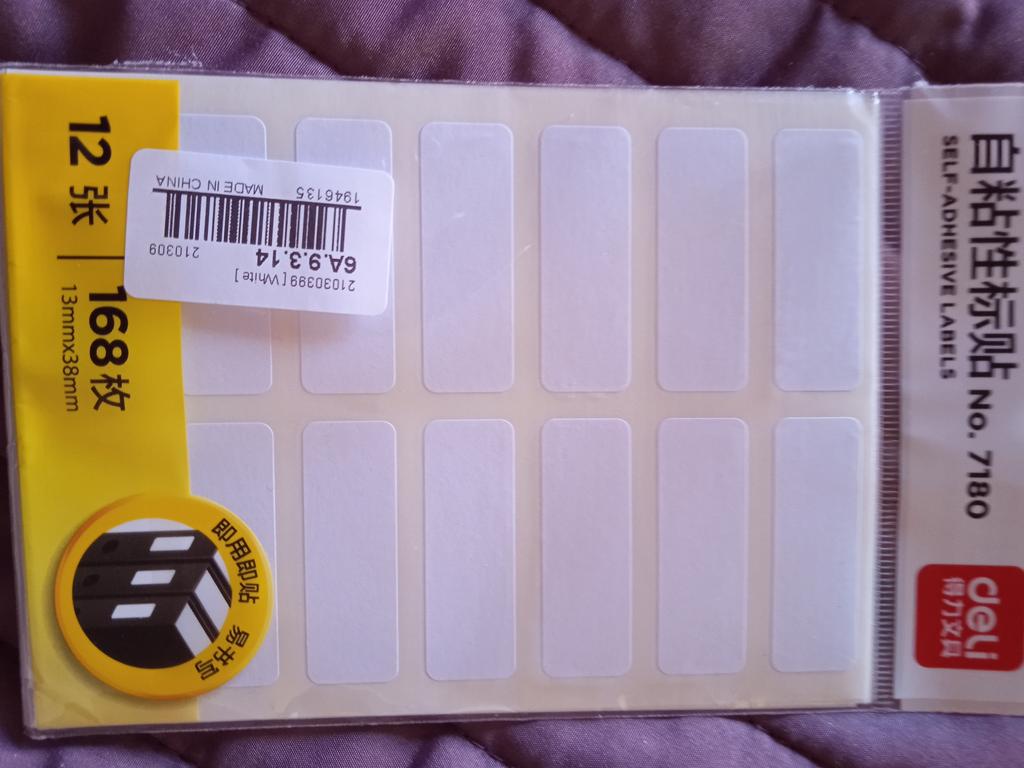 自粘性标贴 No. 7180
SELF-ADHESIVE LABELS
deli
得力文具
12 张
168 枚
13mmx38mm
21030399 [ White ]
6A.9.3.14
210309
1946135 MADE IN CHINA
即用即贴 易书写